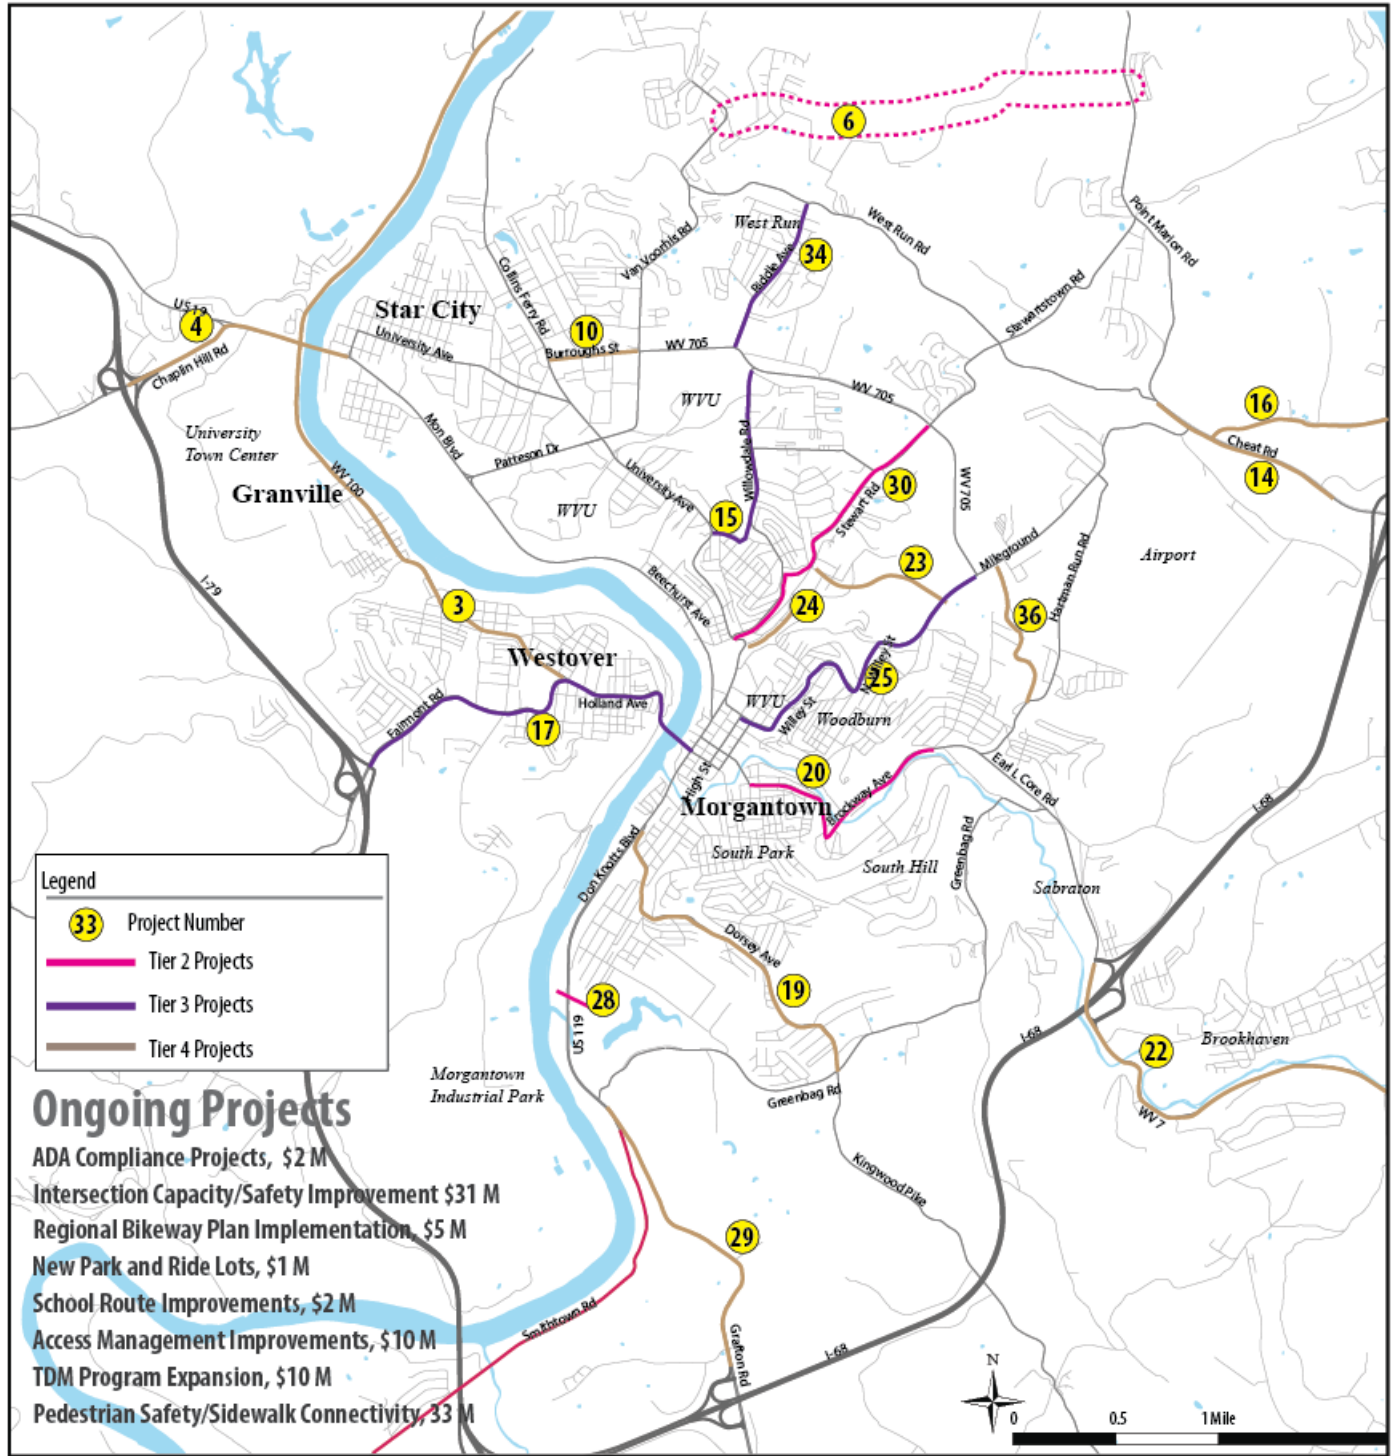 6
West Run
West Run Rd
Point Marion Rd
Van Voorhis Rd
34
Riddle Ave
Collins Ferry Rd
Stewartstown Rd
US 19
4
Star City
University Ave
10
Burroughs St
WV 705
Chaplin Hill Rd
WVU
WV 705
16
Cheat Rd
14
University
Town Center
Mon Blvd
Patteson Dr
Willowdale Rd
WV 100
Granville
University Ave
WVU
15
30
Stewart Rd
WV 705
Mileground
Airport
I-79
23
Beechurst Ave
24
36
Hartman Run Rd
3
Westover
N. Willey St
25
Fairmont Rd
Holland Ave
17
WVU
Willey St
Woodburn
High St
20
Brockway Ave
Earl L Core Rd
Morgantown
I-68
South Park
South Hill
Greenbag Rd
Sabraton
Don Knotts Blvd
Legend
33 Project Number
Tier 2 Projects
Tier 3 Projects
Tier 4 Projects
Dorsey Ave
19
28
US 119
I-68
22
Brookhaven
WV 7
Morgantown
Industrial Park
Greenbag Rd
Kingwood Pike
29
Smithtown Rd
Grafton Rd
I-68
Ongoing Projects
ADA Compliance Projects, $2 M
Intersection Capacity/Safety Improvement $31 M
Regional Bikeway Plan Implementation, $5 M
New Park and Ride Lots, $1 M
School Route Improvements, $2 M
Access Management Improvements, $10 M
TDM Program Expansion, $10 M
Pedestrian Safety/Sidewalk Connectivity, 33 M
N
0 0.5 1 Mile